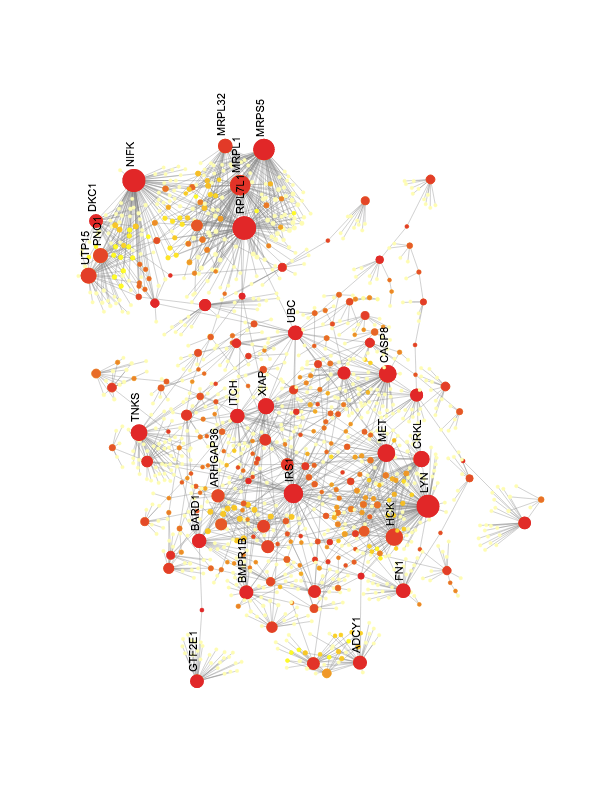 MRPL32
MRPS5
NIFK
MRPL1
DKC1
RPL7L1
PNO1
UTP15
UBC
CASP8
XIAP
ITCH
TNKS
MET
CRKL
ARHGAP36
IRS1
LYN
BARD1
HCK
BMPR1B
FN1
ADCY1
GTF2E1